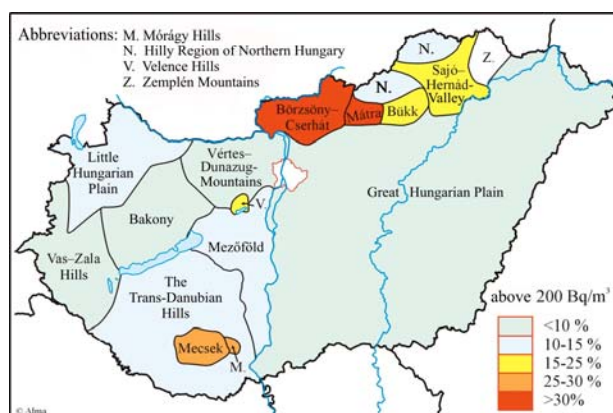 Abbreviations: M. Mórágy Hills
N. Hilly Region of Northern Hungary
V. Velence Hills
Z. Zemplén Mountains
N.
Z.
Sajó–
Hernád-
Valley
N.
Börzsöny–
Cserhát
Mátra
Bükk
Little
Hungarian
Plain
Vértes–
Dunazug-
Mountains
V.
Great Hungarian Plain
Bakony
Mezőföld
Vas–Zala
Hills
The
Trans-Danubian
Hills
Mecsek
M.
above 200 Bq/m³
<10 %
10-15 %
15-25 %
25-30 %
>30%
© Alma